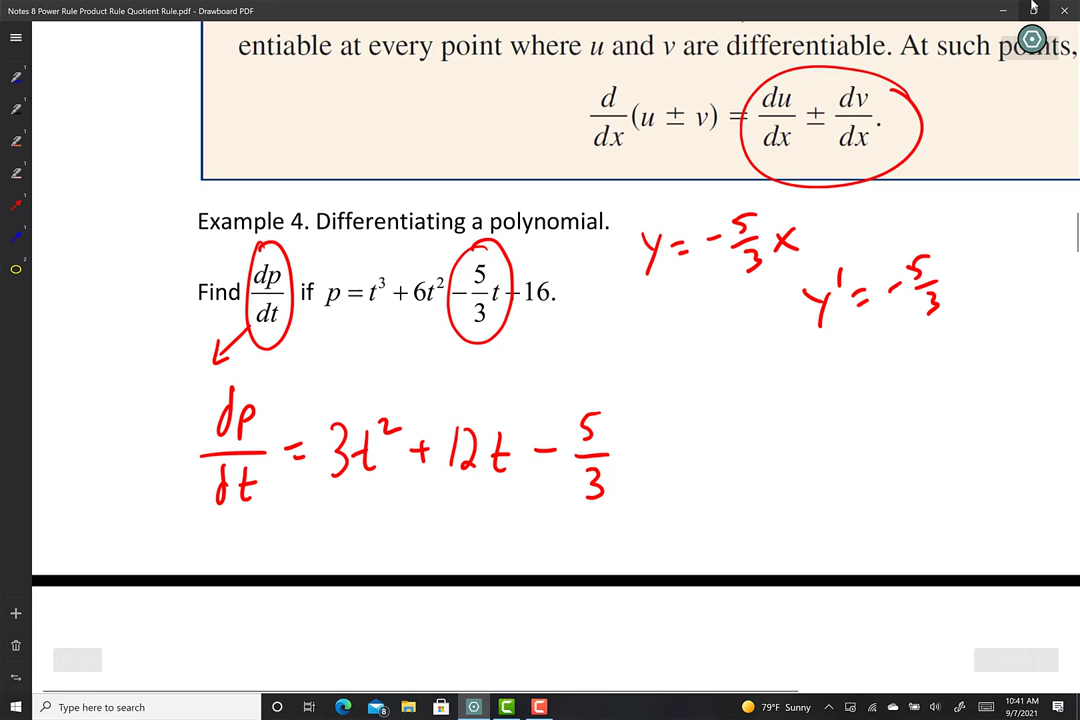 Notes 8 Power Rule Product Rule Quotient Rule.pdf - Drawboard PDF
entiable at every point where u and v are differentiable. At such points,
d/dx (u ± v) = du/dx ± dv/dx.
Example 4. Differentiating a polynomial.
y = -5/3 x
Find dp/dt if p = t³ + 6t² - 5/3 t - 16.
y' = -5/3
dp/dt = 3t² + 12t - 5/3
Type here to search
8
79°F Sunny
10:41 AM
9/7/2021